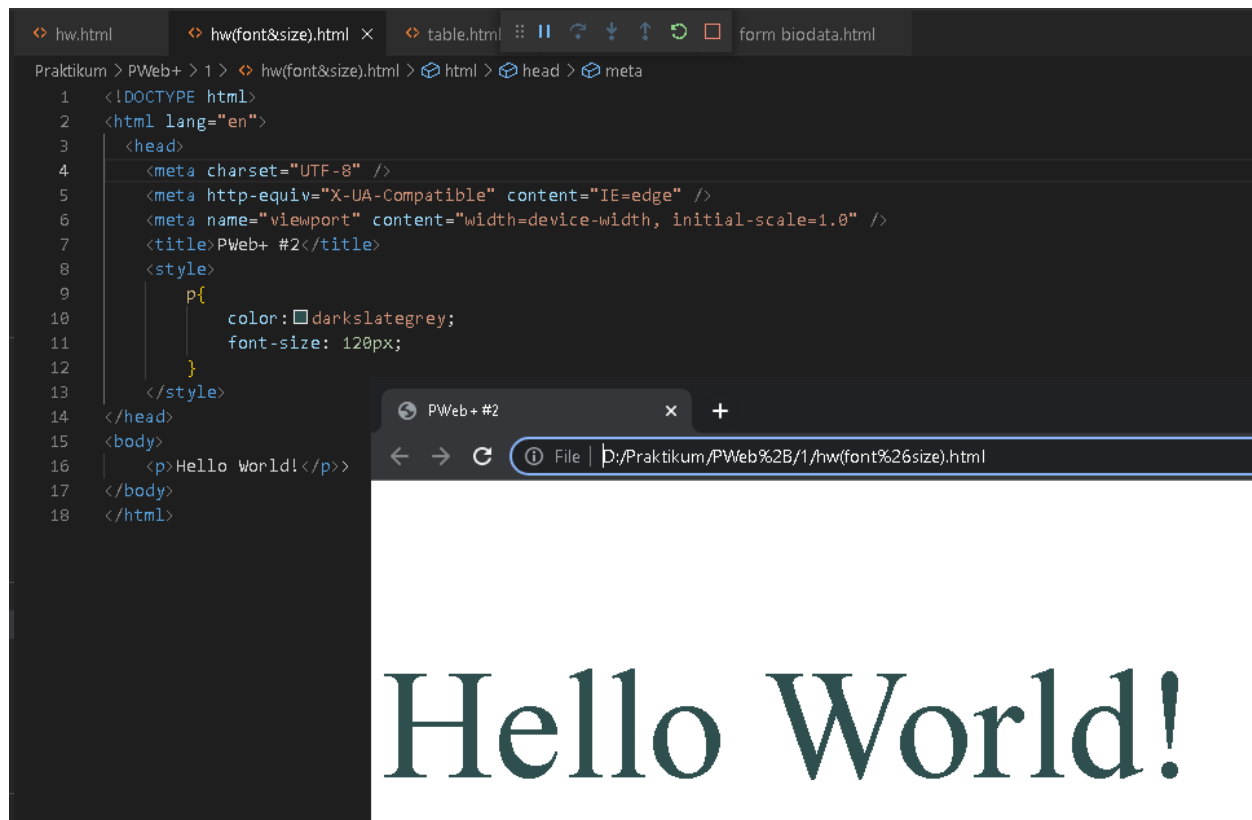 hw.html hw(font&size).html table.html form biodata.html
Praktikum > PWeb+ > 1 > hw(font&size).html > html > head > meta
1 <!DOCTYPE html>
2 <html lang="en">
3 <head>
4 <meta charset="UTF-8" />
5 <meta http-equiv="X-UA-Compatible" content="IE=edge" />
6 <meta name="viewport" content="width=device-width, initial-scale=1.0" />
7 <title>PWeb+ #2</title>
8 <style>
9 p{
10 color: darkslategrey;
11 font-size: 120px;
12 }
13 </style>
14 </head>
15 <body>
16 <p>Hello World!</p>>
17 </body>
18 </html>
PWeb+ #2
File | D:/Praktikum/PWeb%2B/1/hw(font%26size).html
Hello World!